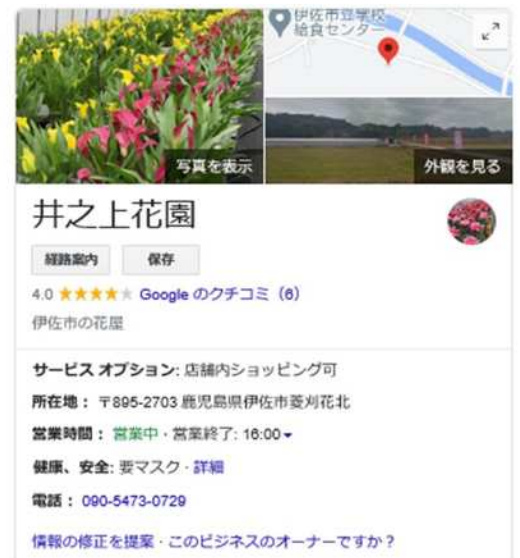 伊佐市立学校
給食センター
写真を表示
外観を見る
井之上花園
経路案内 保存
4.0 ★★★★★ Google のクチコミ（6）
伊佐市の花屋
サービス オプション: 店舗内ショッピング可
所在地： 〒895-2703 鹿児島県伊佐市菱刈花北
営業時間： 営業中・営業終了: 16:00
健康、安全: 要マスク・詳細
電話： 090-5473-0729
情報の修正を提案・このビジネスのオーナーですか？